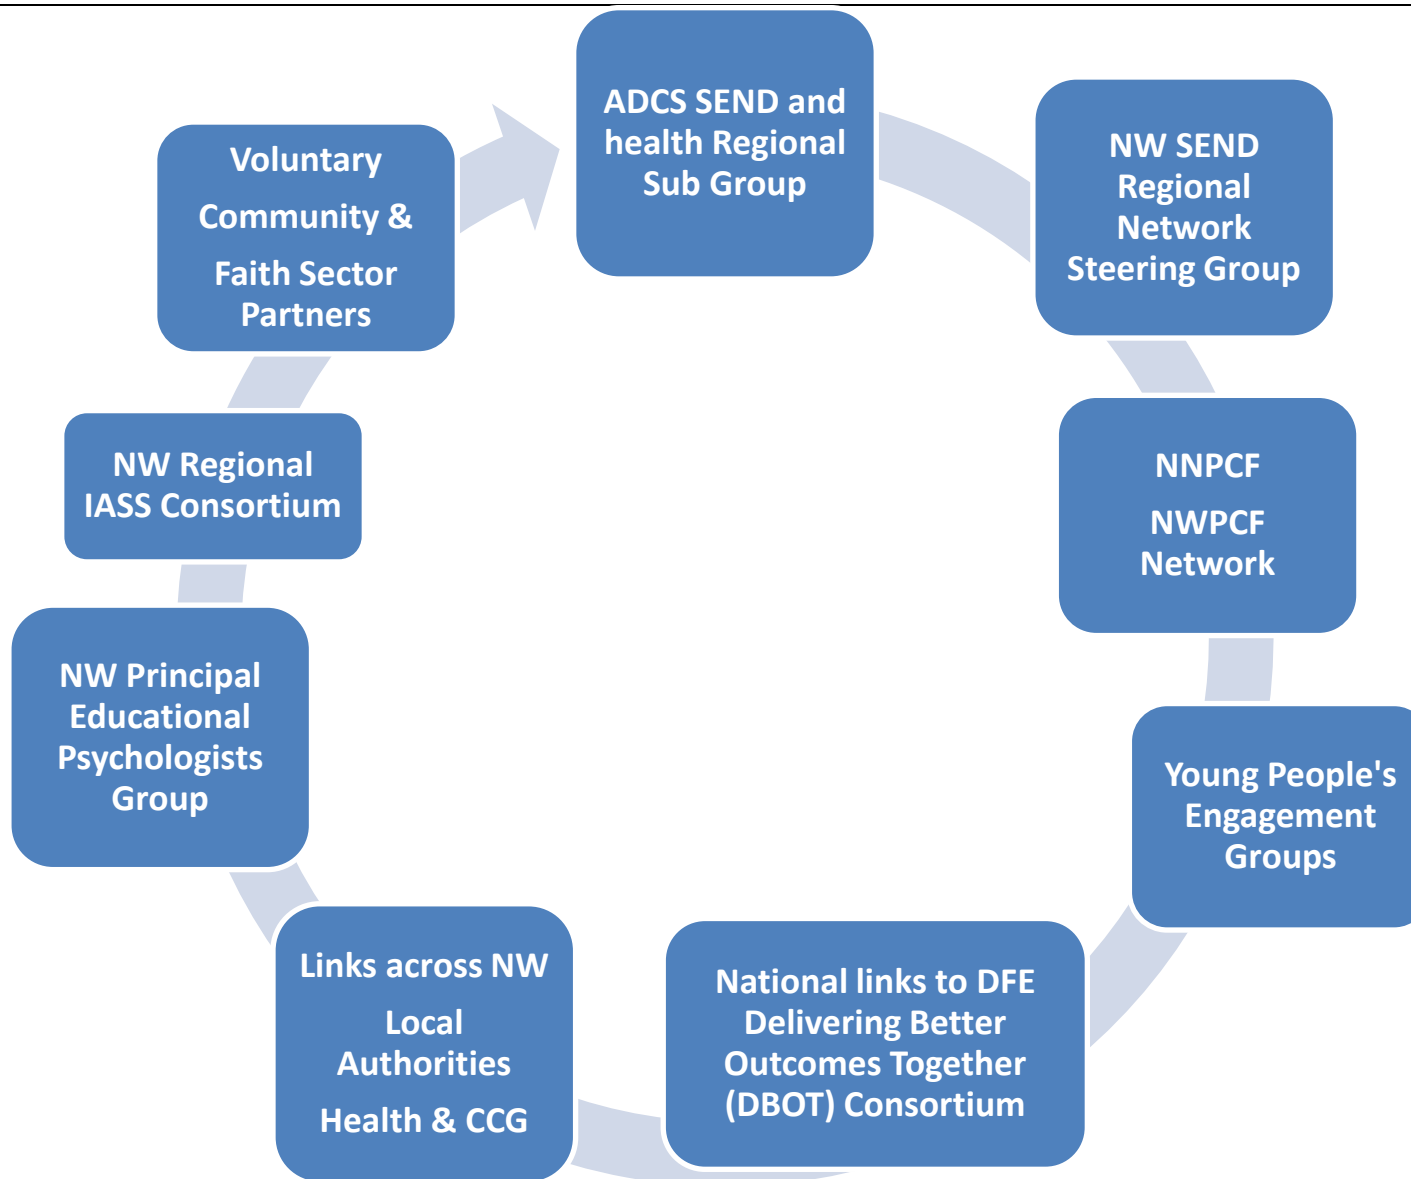 ADCS SEND and
health Regional
Sub Group
NW SEND
Regional
Network
Steering Group
NNPCF
NWPCF
Network
Young People's
Engagement
Groups
National links to DFE
Delivering Better
Outcomes Together
(DBOT) Consortium
Links across NW
Local
Authorities
Health & CCG
NW Principal
Educational
Psychologists
Group
NW Regional
IASS Consortium
Voluntary
Community &
Faith Sector
Partners